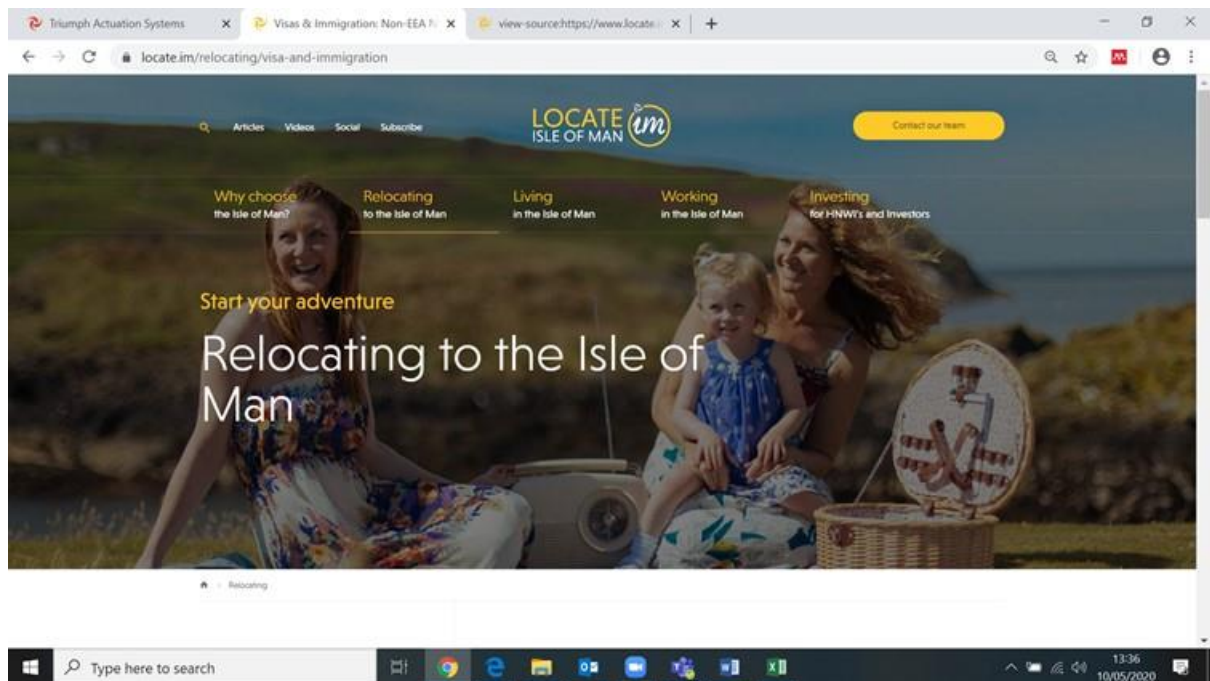 Triumph Actuation Systems
Visas & Immigration: Non-EEA
view-source:https://www.locate.
locate.im/relocating/visa-and-immigration
Articles Videos Social Subscribe
LOCATE im
ISLE OF MAN
Contact our team
Why choose
the Isle of Man?
Relocating
to the Isle of Man
Living
in the Isle of Man
Working
in the Isle of Man
Investing
for HNWI's and Investors
Start your adventure
Relocating to the Isle of
Man
Relocating
Type here to search
13:36
10/05/2020